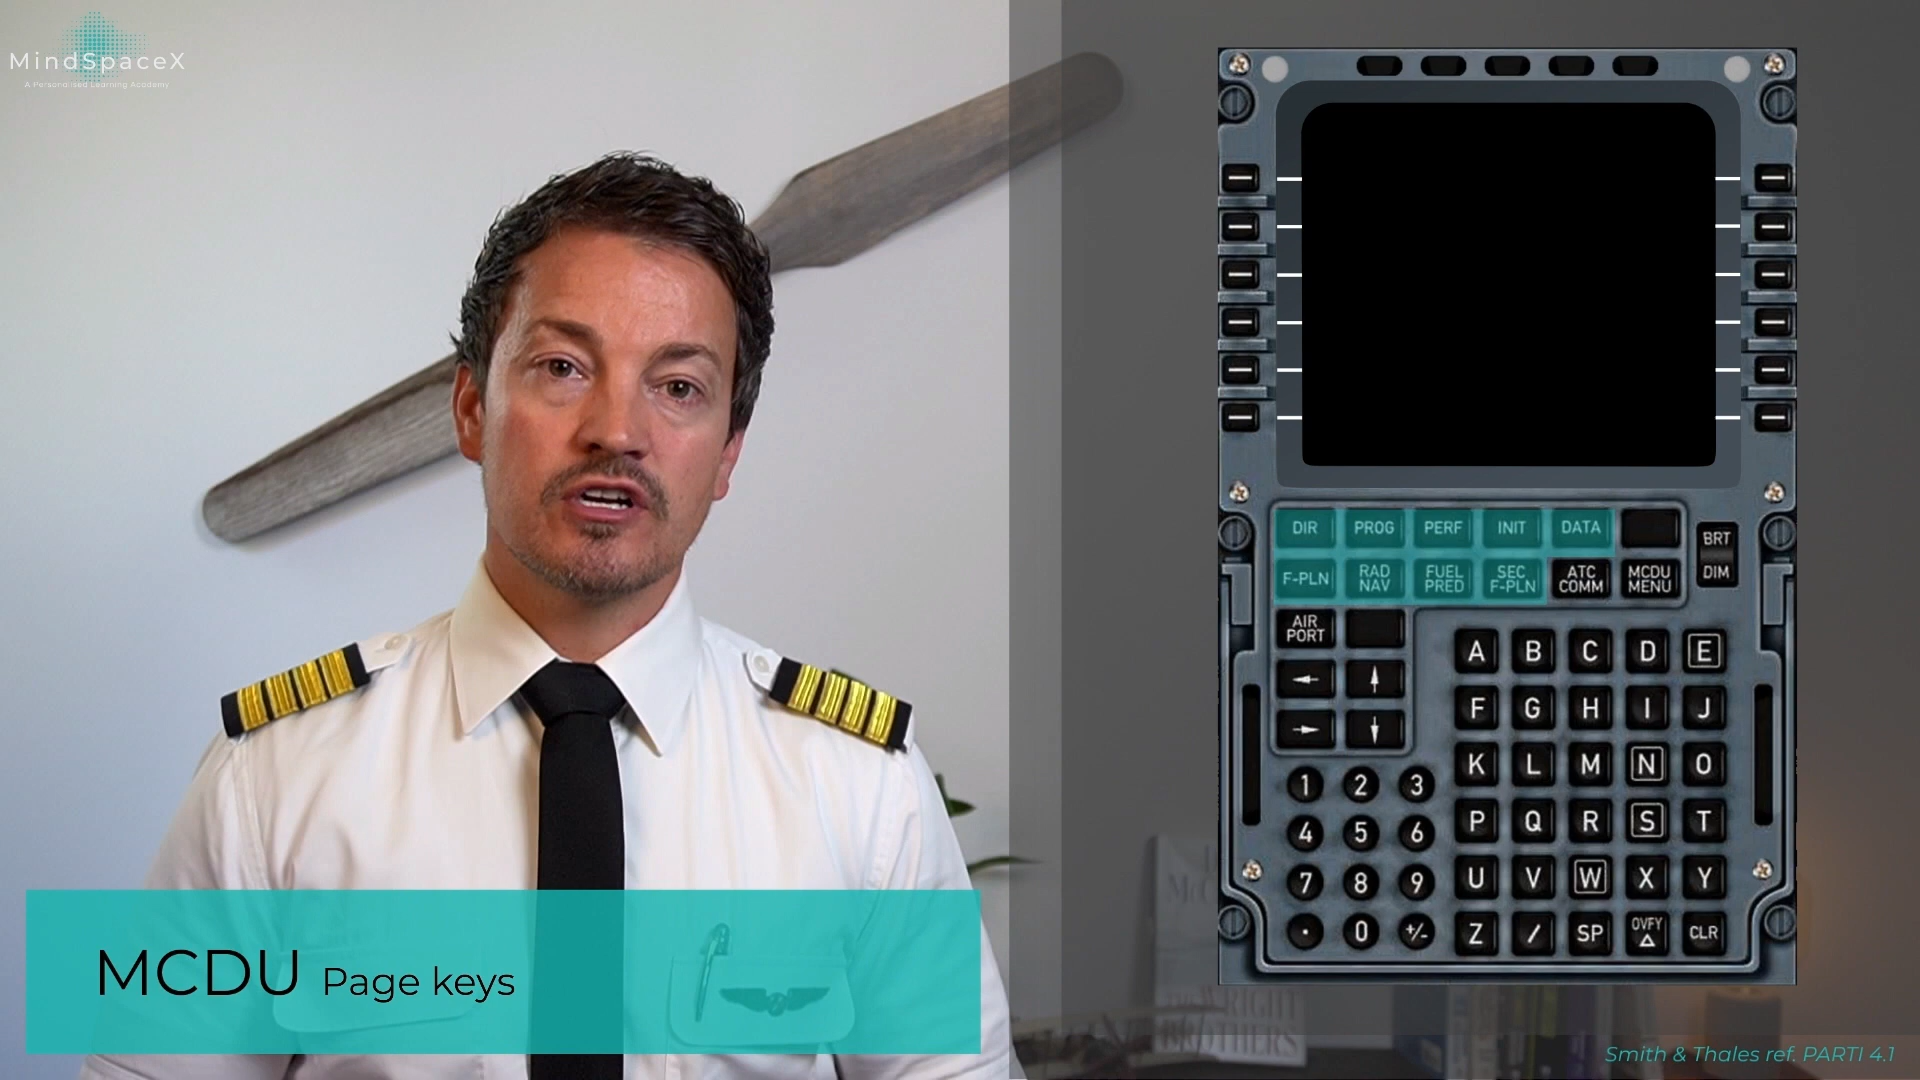 MindSpaceX
A Personalised Learning Academy
DIR PROG PERF INIT DATA
BRT
F-PLN RAD NAV FUEL PRED SEC F-PLN ATC COMM MCDU MENU
DIM
AIR PORT
A B C D E
F G H I J
K L M N O
1 2 3
P Q R S T
4 5 6
U V W X Y
7 8 9
. 0 +/-
Z / SP OVFY Δ CLR
MCDU Page keys
WRIGHT
BROTHERS
Smith & Thales ref. PARTI 4.1